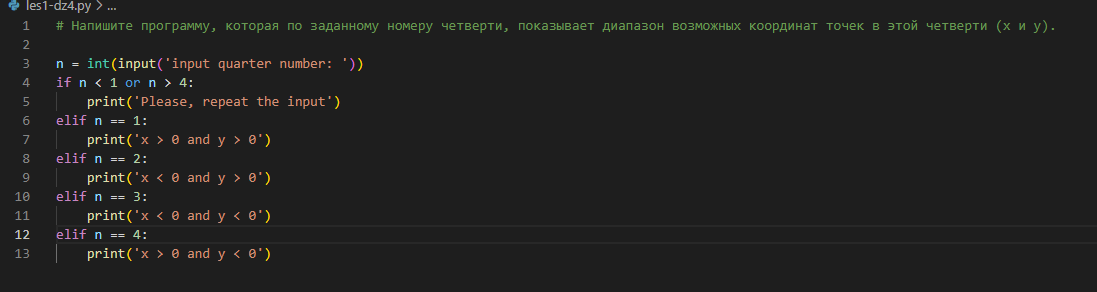 les1-dz4.py > ...
1 # Напишите программу, которая по заданному номеру четверти, показывает диапазон возможных координат точек в этой четверти (x и y).
2
3 n = int(input('input quarter number: '))
4 if n < 1 or n > 4:
5     print('Please, repeat the input')
6 elif n == 1:
7     print('x > 0 and y > 0')
8 elif n == 2:
9     print('x < 0 and y > 0')
10 elif n == 3:
11     print('x < 0 and y < 0')
12 elif n == 4:
13     print('x > 0 and y < 0')